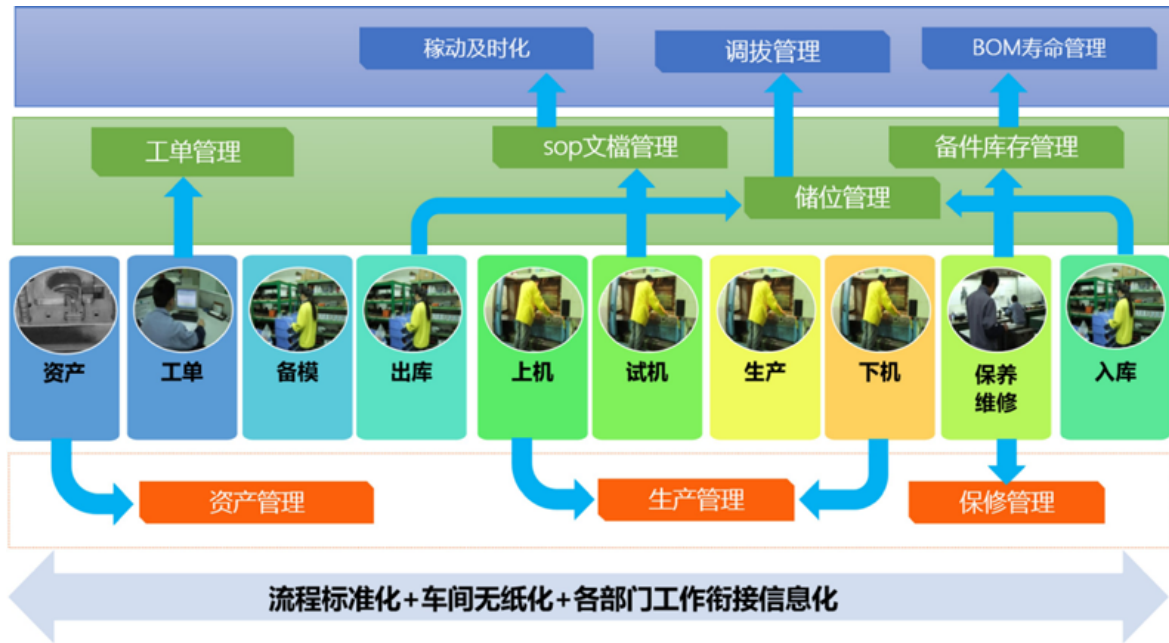 稼动及时化
调拔管理
BOM寿命管理
工单管理
sop文檔管理
备件库存管理
储位管理
资产
工单
备模
出库
上机
试机
生产
下机
保养
维修
入库
资产管理
生产管理
保修管理
流程标准化+车间无纸化+各部门工作衔接信息化